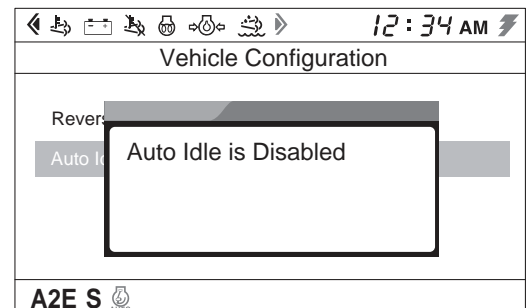 12:34 AM
Vehicle Configuration
Revers
Auto Id
Auto Idle is Disabled
A2E S